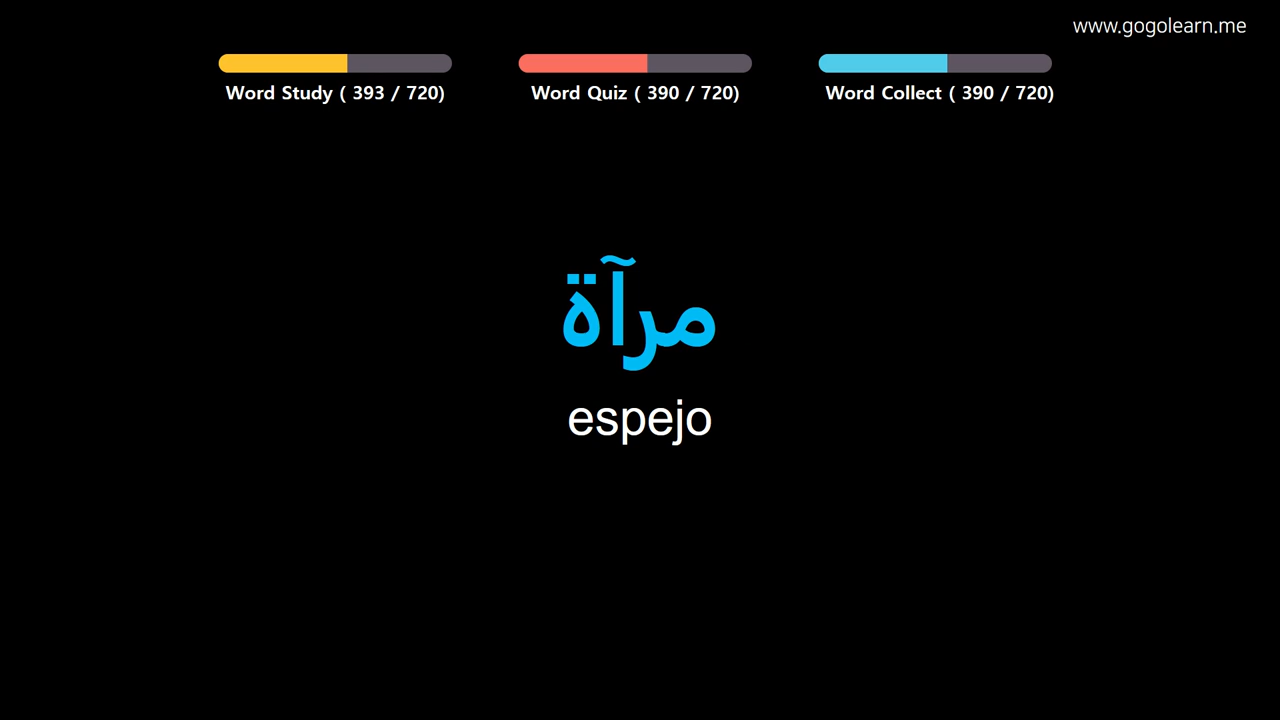 www.gogolearn.me
Word Study ( 393 / 720)
Word Quiz ( 390 / 720)
Word Collect ( 390 / 720)
مرآة
espejo